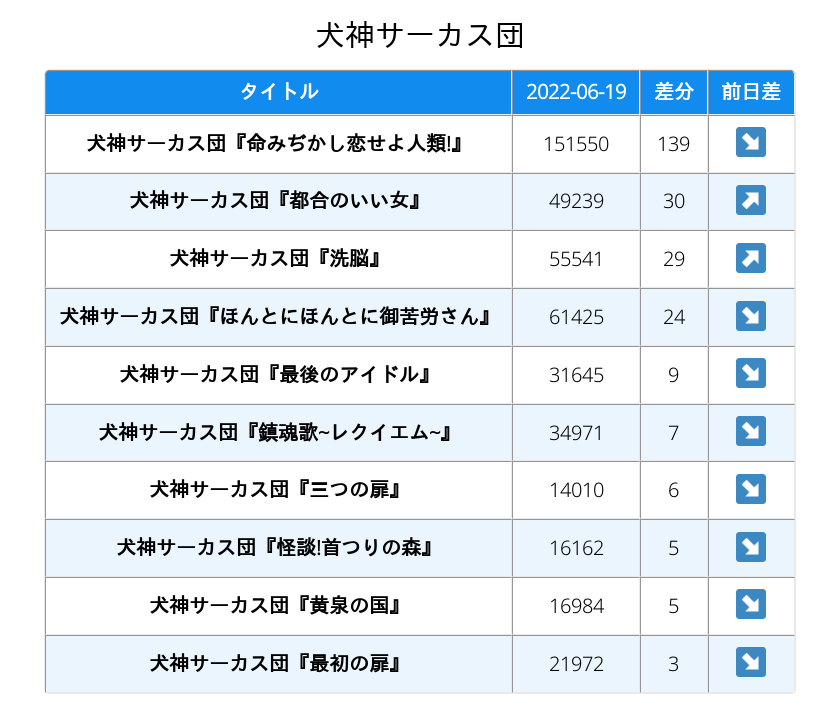 犬神サーカス団
タイトル 2022-06-19 差分 前日差
犬神サーカス団『命みぢかし恋せよ人類!』 151550 139 ↘
犬神サーカス団『都合のいい女』 49239 30 ↗
犬神サーカス団『洗脳』 55541 29 ↗
犬神サーカス団『ほんとにほんとに御苦労さん』 61425 24 ↘
犬神サーカス団『最後のアイドル』 31645 9 ↘
犬神サーカス団『鎮魂歌~レクイエム~』 34971 7 ↘
犬神サーカス団『三つの扉』 14010 6 ↘
犬神サーカス団『怪談!首つりの森』 16162 5 ↘
犬神サーカス団『黄泉の国』 16984 5 ↘
犬神サーカス団『最初の扉』 21972 3 ↘